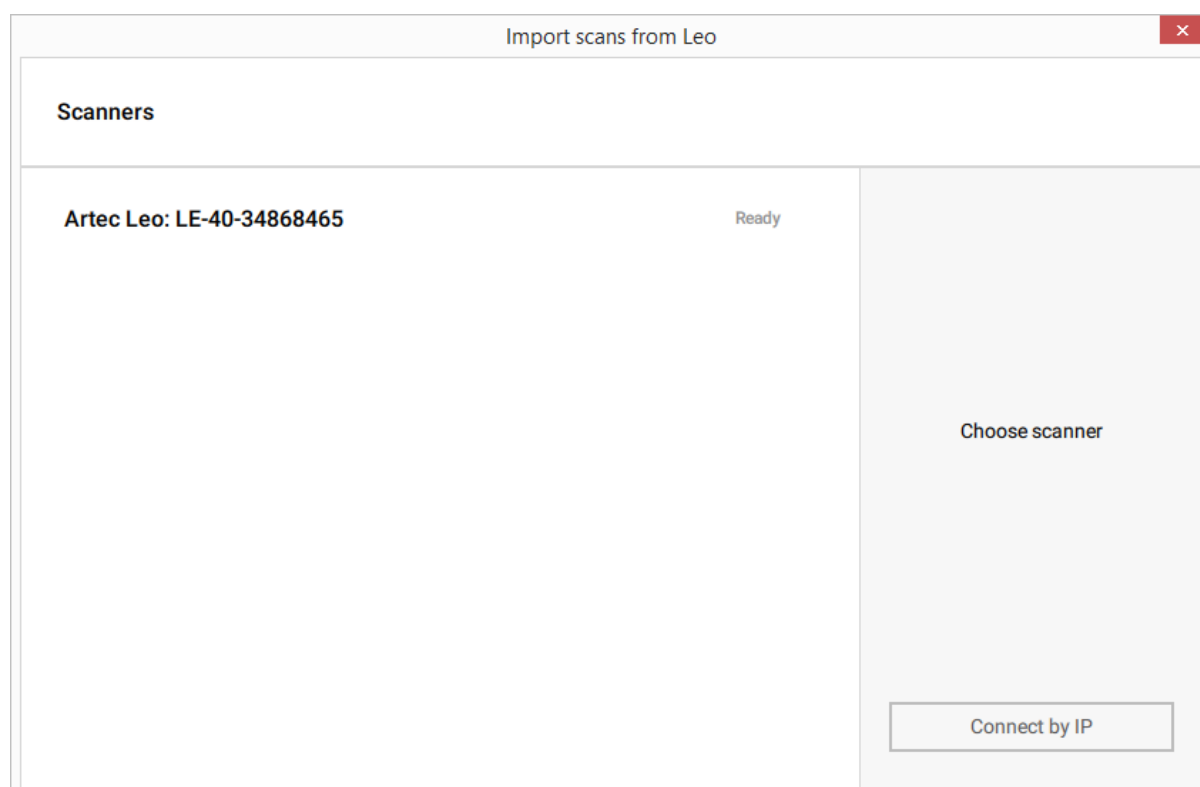 Import scans from Leo
Scanners
Artec Leo: LE-40-34868465
Ready
Choose scanner
Connect by IP